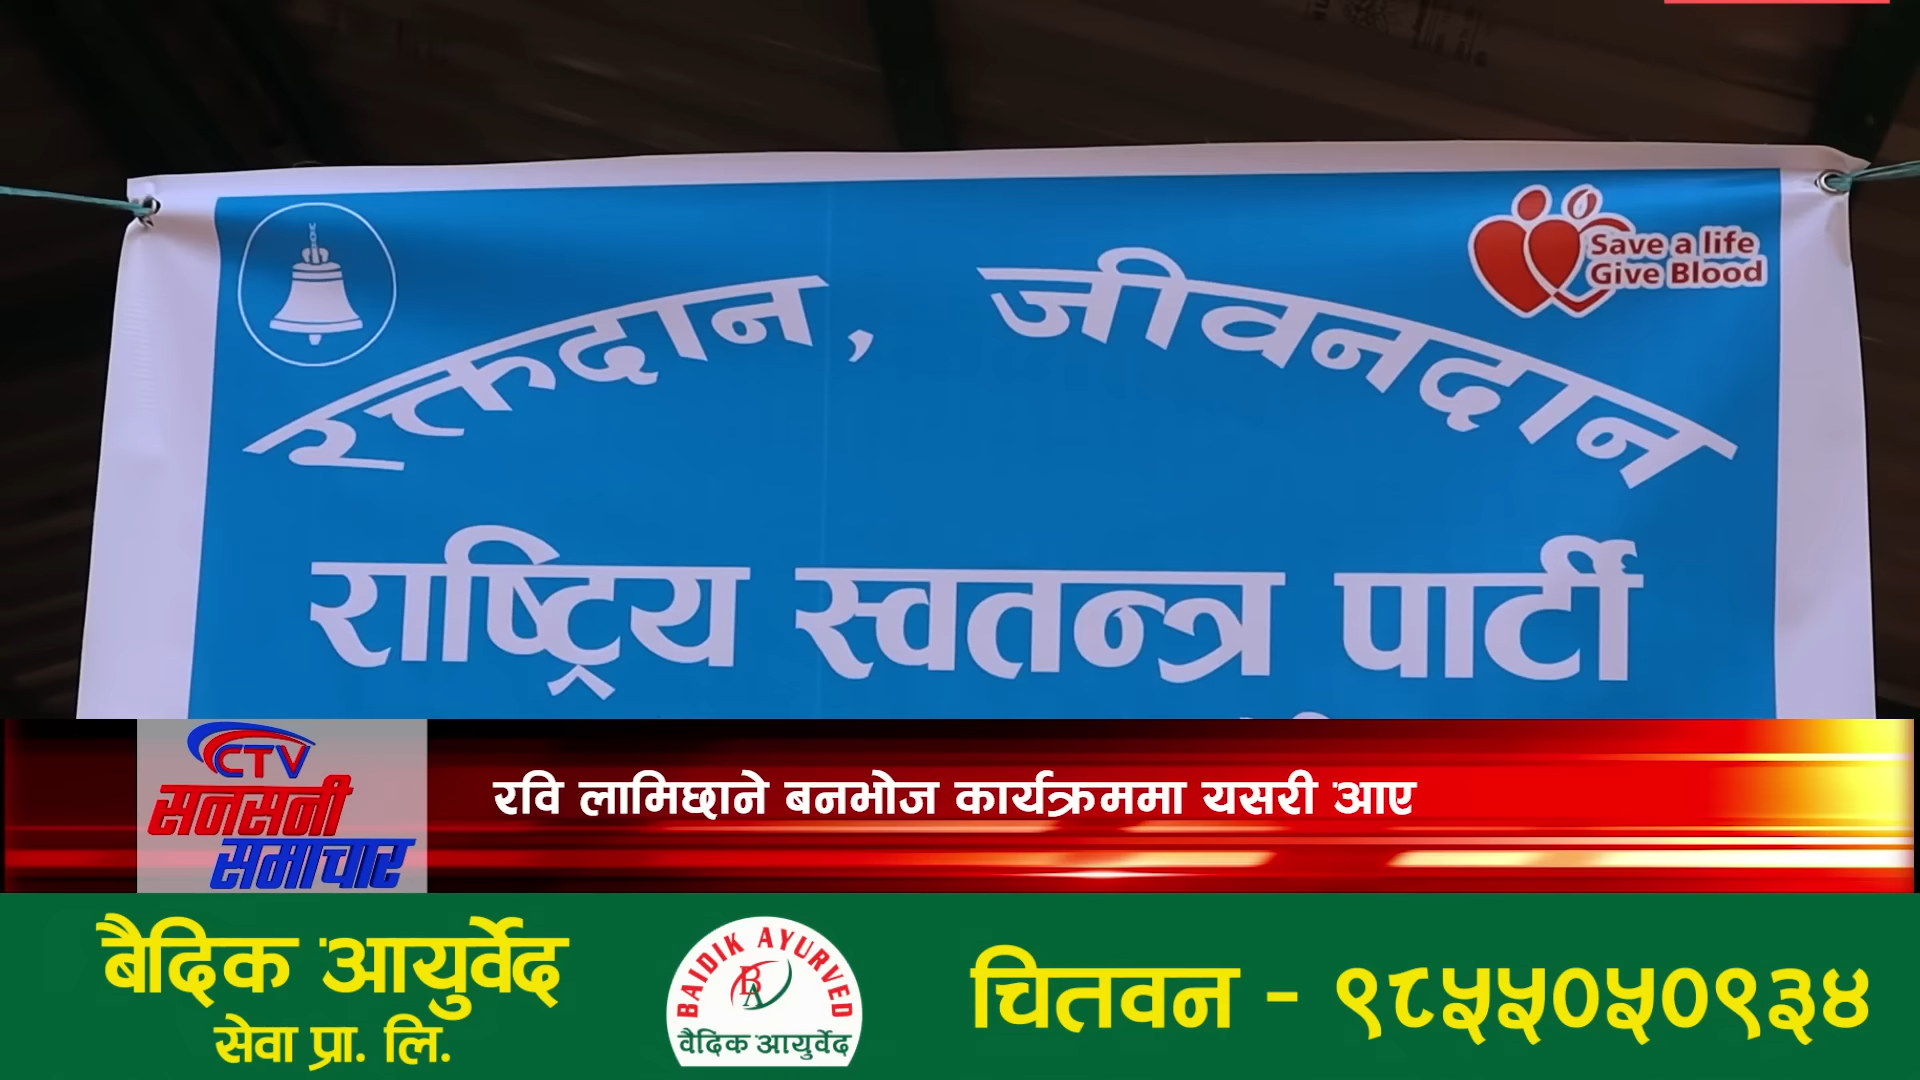 Save a life
Give Blood
रक्तदान, जीवनदान
राष्ट्रिय स्वतन्त्र पार्टी
CTV
सनसनी
समाचार
रवि लामिछाने बनभोज कार्यक्रममा यसरी आए
बैदिक आयुर्वेद
सेवा प्रा. लि.
BAIDIK AYURVED
BA
वैदिक आयुर्वेद
चितवन - ९८५५०५०९३४